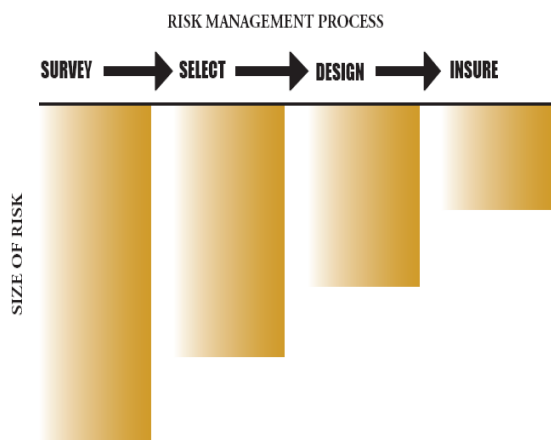 RISK MANAGEMENT PROCESS
SURVEY SELECT DESIGN INSURE
SIZE OF RISK